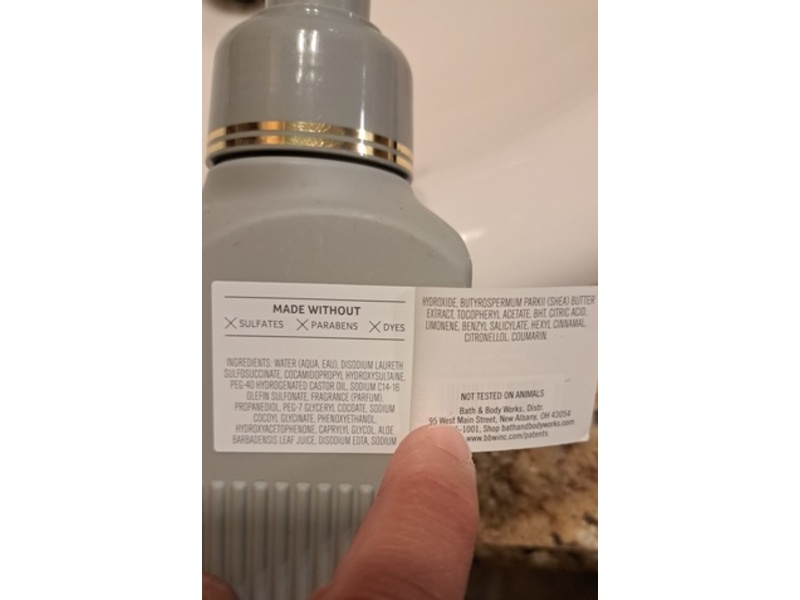 MADE WITHOUT
SULFATES PARABENS DYES
INGREDIENTS: WATER (AQUA, EAU), DISODIUM LAURETH
SULFOSUCCINATE, COCAMIDOPROPYL HYDROXYSULTAINE,
PEG-40 HYDROGENATED CASTOR OIL, SODIUM C14-16
OLEFIN SULFONATE, FRAGRANCE (PARFUM),
PROPANEDIOL, PEG-7 GLYCERYL COCOATE, SODIUM
COCOYL GLYCINATE, PHENOXYETHANOL,
HYDROXYACETOPHENONE, CAPRYLYL GLYCOL, ALOE
BARBADENSIS LEAF JUICE, DISODIUM EDTA, SODIUM
HYDROXIDE, BUTYROSPERMUM PARKII (SHEA) BUTTER
EXTRACT, TOCOPHERYL ACETATE, BHT, CITRIC ACID,
LIMONENE, BENZYL SALICYLATE, HEXYL CINNAMAL,
CITRONELLOL, COUMARIN.
NOT TESTED ON ANIMALS
Bath & Body Works, Distr.
95 West Main Street, New Albany, OH 43054
-1001, Shop bathandbodyworks.com
www.bbwinc.com/patents